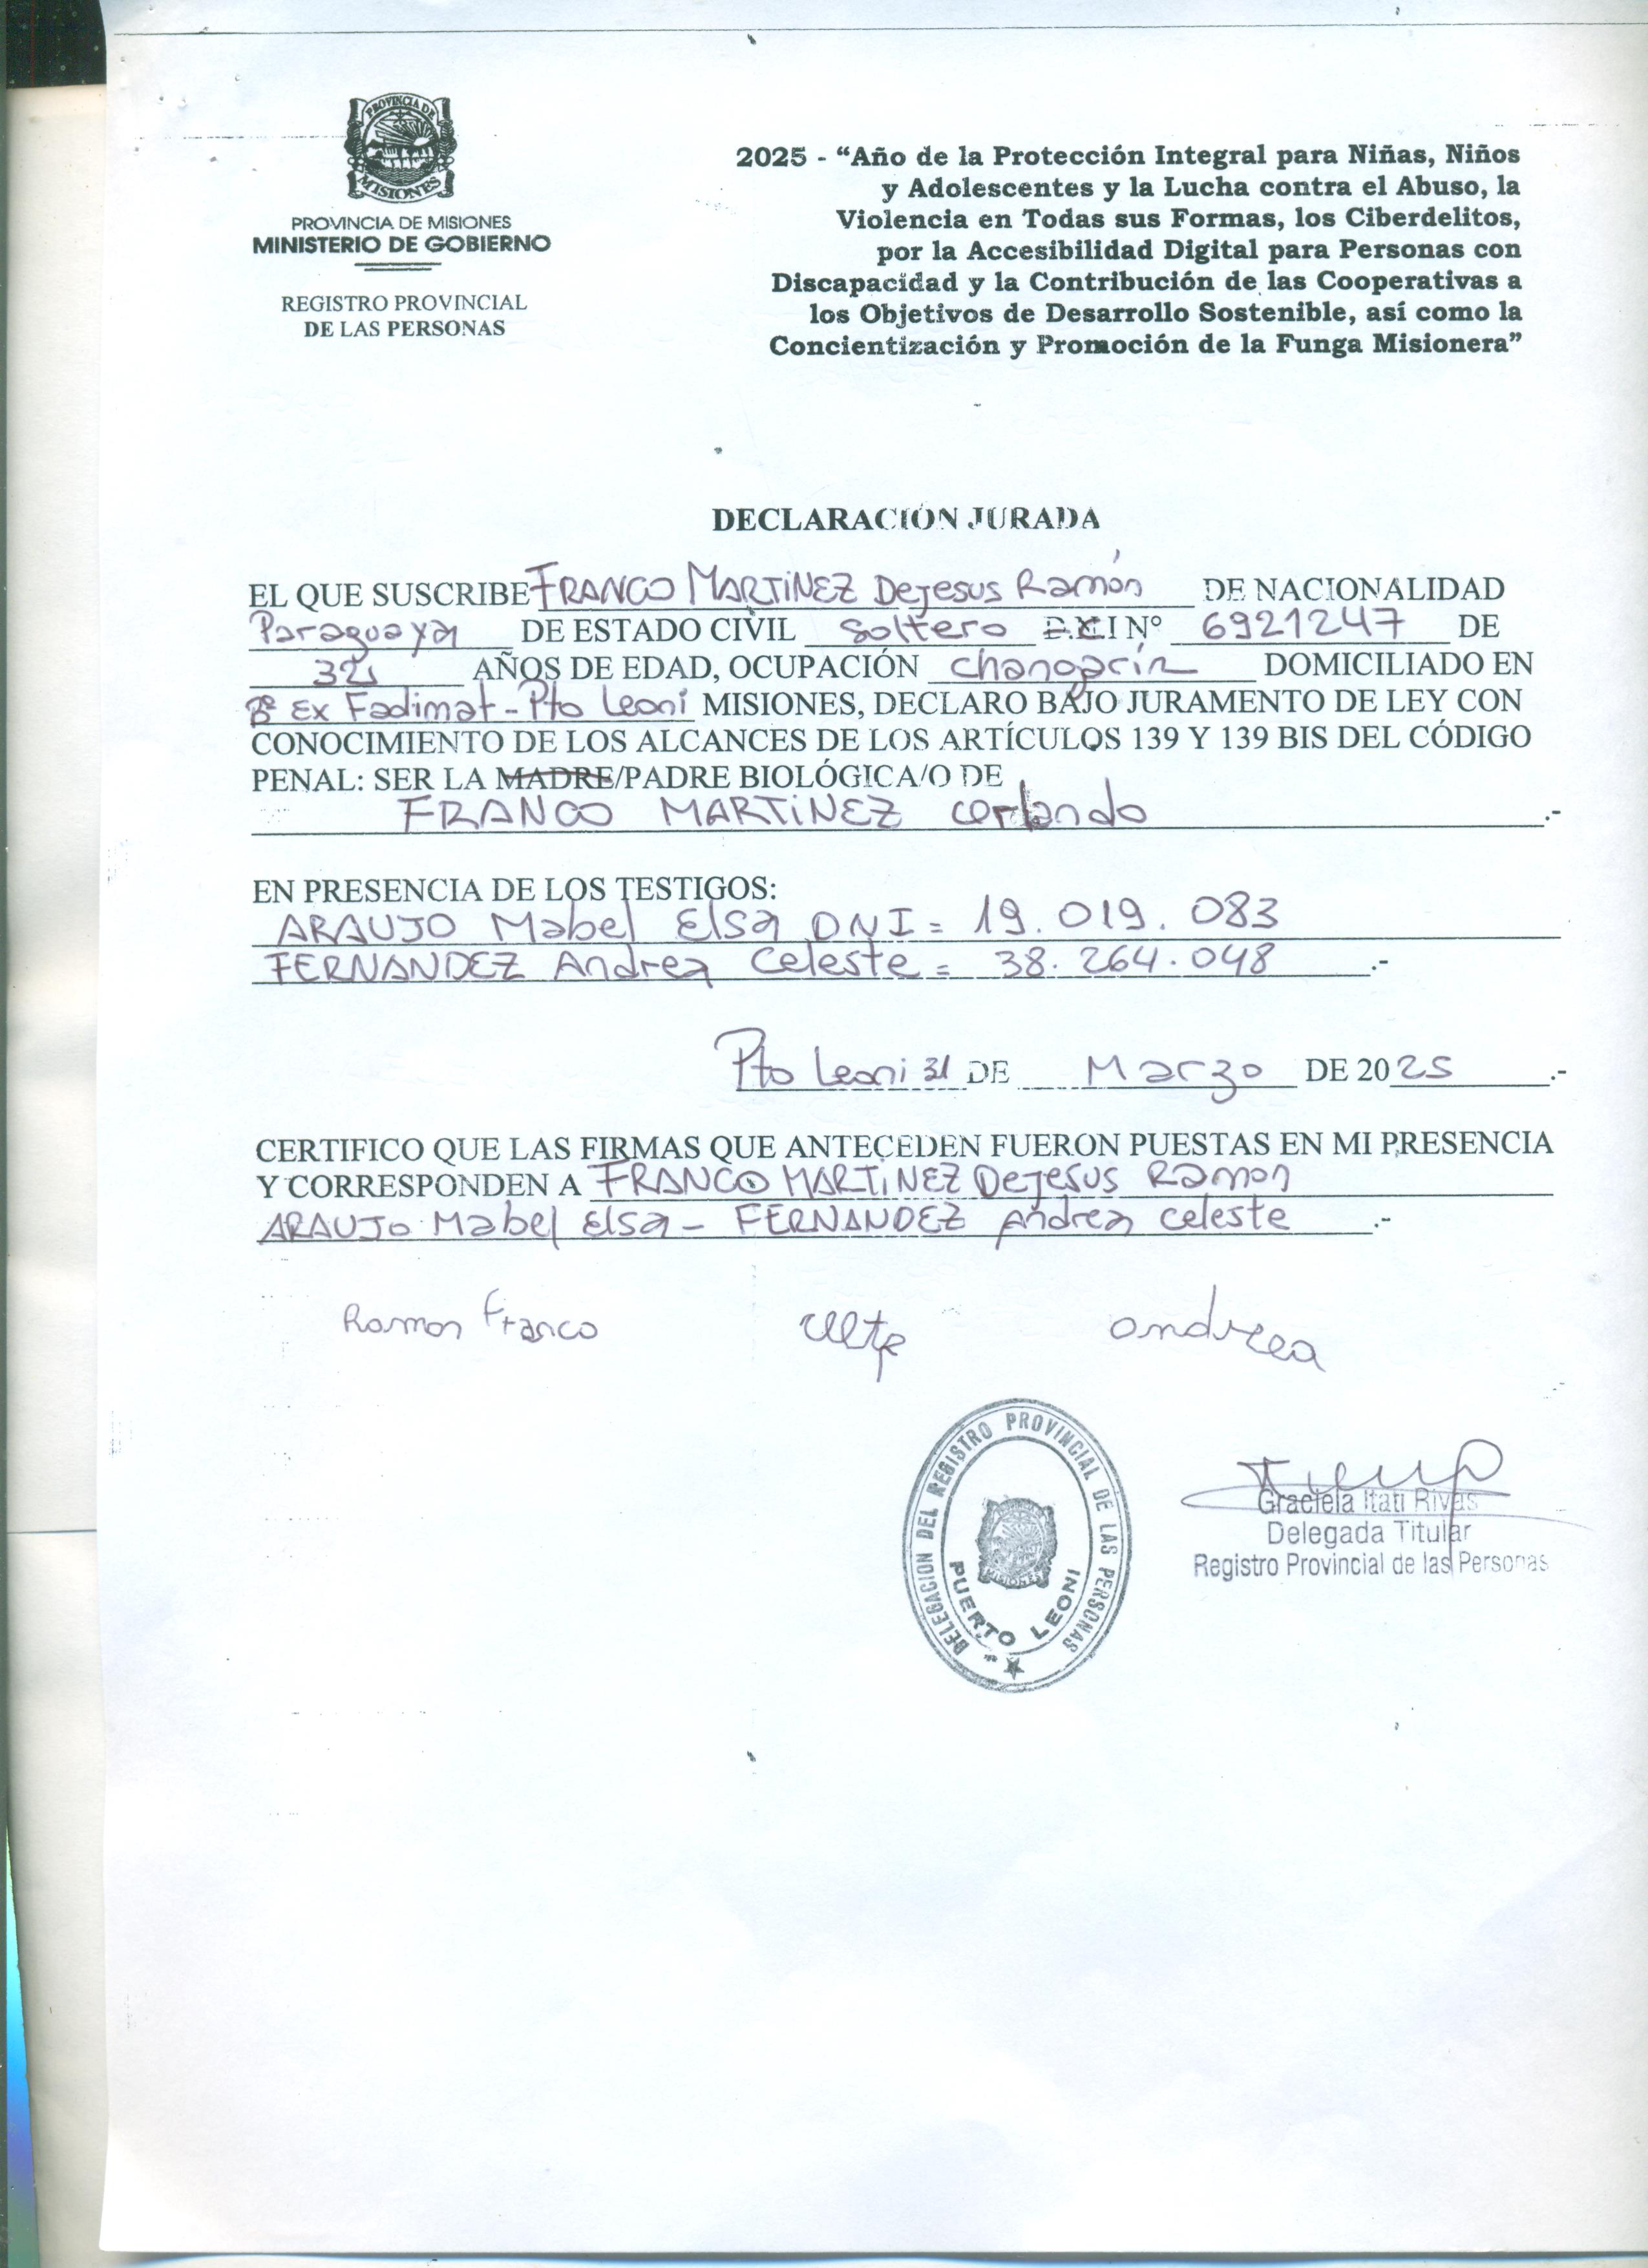 PROVINCIA DE
MISIONES
PROVINCIA DE MISIONES
MINISTERIO DE GOBIERNO
REGISTRO PROVINCIAL
DE LAS PERSONAS
2025 - “Año de la Protección Integral para Niñas, Niños
y Adolescentes y la Lucha contra el Abuso, la
Violencia en Todas sus Formas, los Ciberdelitos,
por la Accesibilidad Digital para Personas con
Discapacidad y la Contribución de las Cooperativas a
los Objetivos de Desarrollo Sostenible, así como la
Concientización y Promoción de la Funga Misionera”
DECLARACIÓN JURADA
EL QUE SUSCRIBE FRANCO MARTINEZ Dejesus Ramón DE NACIONALIDAD
Paraguaya DE ESTADO CIVIL soltero N° 6921247 DE
AÑOS DE EDAD, OCUPACIÓN changarín DOMICILIADO EN
B° Ex Fadimat - Pto Leoni MISIONES, DECLARO BAJO JURAMENTO DE LEY CON
CONOCIMIENTO DE LOS ALCANCES DE LOS ARTÍCULOS 139 Y 139 BIS DEL CÓDIGO
PENAL: SER LA MADRE/PADRE BIOLÓGICA/O DE
FRANCO MARTINEZ .-
EN PRESENCIA DE LOS TESTIGOS:
ARAUJO Mabel Elsa DNI = 19.019.083
FERNANDEZ Andrea Celeste = 38.264.048 .-
Pto Leoni 31 DE Marzo DE 2025 .-
CERTIFICO QUE LAS FIRMAS QUE ANTECEDEN FUERON PUESTAS EN MI PRESENCIA
Y CORRESPONDEN A FRANCO MARTINEZ Dejesus Ramon
ARAUJO Mabel Elsa - FERNANDEZ Andrea celeste .-
Ramon Franco andrea
DELEGACION DEL REGISTRO PROVINCIAL DE LAS PERSONAS
MISIONES
PUERTO LEONI
Graciela Itatí Rivas
Delegada Titular
Registro Provincial de las Personas